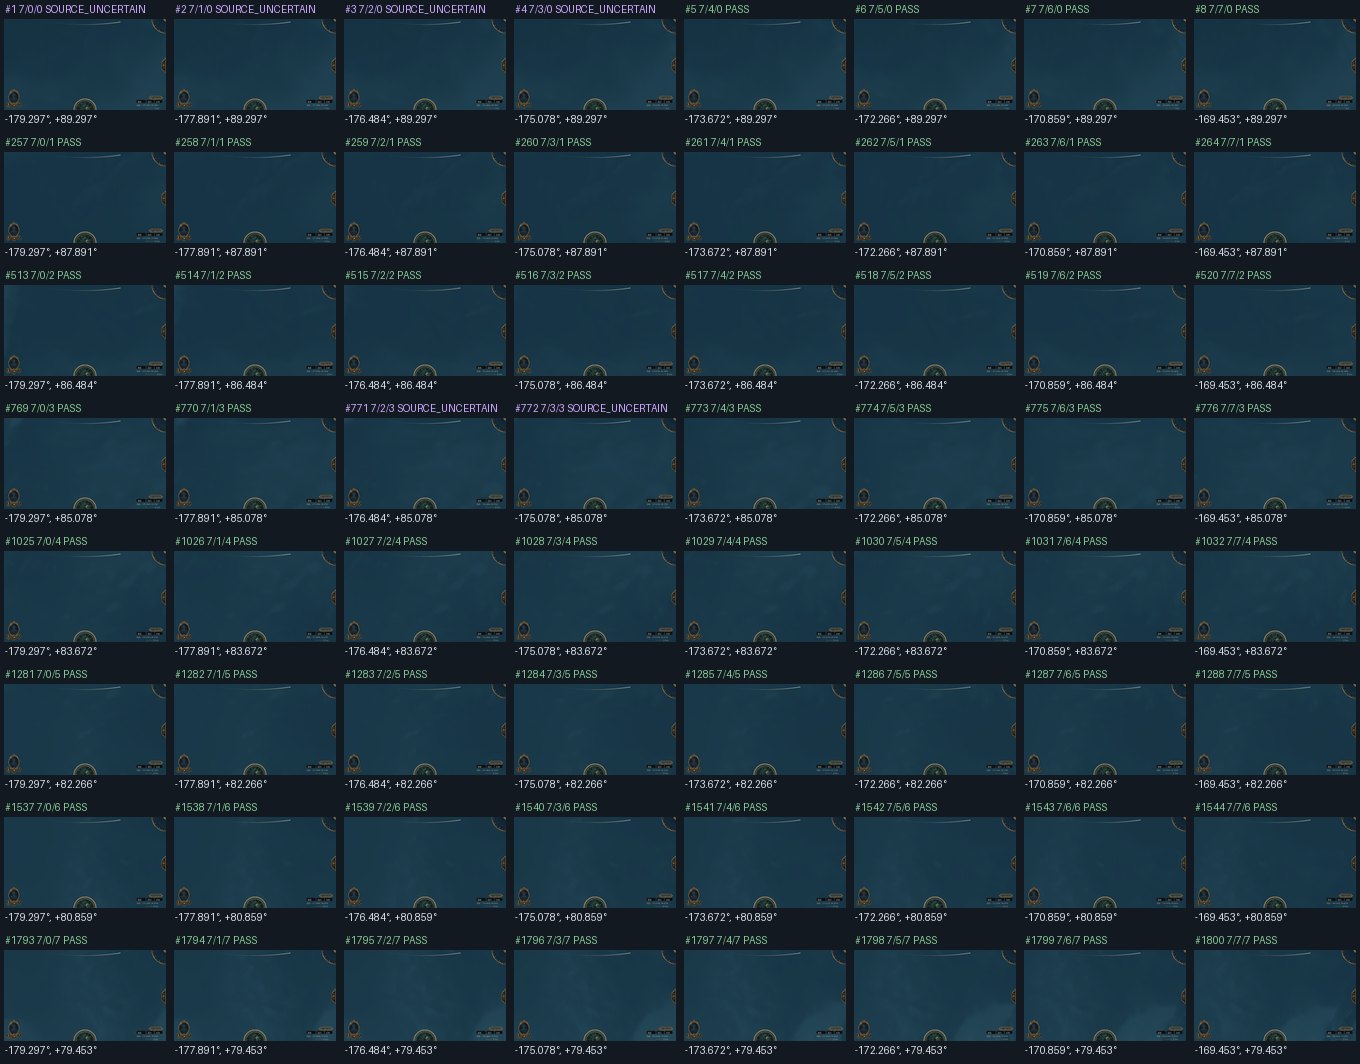 #1 7/0/0 SOURCE_UNCERTAIN #2 7/1/0 SOURCE_UNCERTAIN #3 7/2/0 SOURCE_UNCERTAIN #4 7/3/0 SOURCE_UNCERTAIN #5 7/4/0 PASS #6 7/5/0 PASS #7 7/6/0 PASS #8 7/7/0 PASS
-179.297°, +89.297° -177.891°, +89.297° -176.484°, +89.297° -175.078°, +89.297° -173.672°, +89.297° -172.266°, +89.297° -170.859°, +89.297° -169.453°, +89.297°
#257 7/0/1 PASS #258 7/1/1 PASS #259 7/2/1 PASS #260 7/3/1 PASS #261 7/4/1 PASS #262 7/5/1 PASS #263 7/6/1 PASS #264 7/7/1 PASS
-179.297°, +87.891° -177.891°, +87.891° -176.484°, +87.891° -175.078°, +87.891° -173.672°, +87.891° -172.266°, +87.891° -170.859°, +87.891° -169.453°, +87.891°
#513 7/0/2 PASS #514 7/1/2 PASS #515 7/2/2 PASS #516 7/3/2 PASS #517 7/4/2 PASS #518 7/5/2 PASS #519 7/6/2 PASS #520 7/7/2 PASS
-179.297°, +86.484° -177.891°, +86.484° -176.484°, +86.484° -175.078°, +86.484° -173.672°, +86.484° -172.266°, +86.484° -170.859°, +86.484° -169.453°, +86.484°
#769 7/0/3 PASS #770 7/1/3 PASS #771 7/2/3 SOURCE_UNCERTAIN #772 7/3/3 SOURCE_UNCERTAIN #773 7/4/3 PASS #774 7/5/3 PASS #775 7/6/3 PASS #776 7/7/3 PASS
-179.297°, +85.078° -177.891°, +85.078° -176.484°, +85.078° -175.078°, +85.078° -173.672°, +85.078° -172.266°, +85.078° -170.859°, +85.078° -169.453°, +85.078°
#1025 7/0/4 PASS #1026 7/1/4 PASS #1027 7/2/4 PASS #1028 7/3/4 PASS #1029 7/4/4 PASS #1030 7/5/4 PASS #1031 7/6/4 PASS #1032 7/7/4 PASS
-179.297°, +83.672° -177.891°, +83.672° -176.484°, +83.672° -175.078°, +83.672° -173.672°, +83.672° -172.266°, +83.672° -170.859°, +83.672° -169.453°, +83.672°
#1281 7/0/5 PASS #1282 7/1/5 PASS #1283 7/2/5 PASS #1284 7/3/5 PASS #1285 7/4/5 PASS #1286 7/5/5 PASS #1287 7/6/5 PASS #1288 7/7/5 PASS
-179.297°, +82.266° -177.891°, +82.266° -176.484°, +82.266° -175.078°, +82.266° -173.672°, +82.266° -172.266°, +82.266° -170.859°, +82.266° -169.453°, +82.266°
#1537 7/0/6 PASS #1538 7/1/6 PASS #1539 7/2/6 PASS #1540 7/3/6 PASS #1541 7/4/6 PASS #1542 7/5/6 PASS #1543 7/6/6 PASS #1544 7/7/6 PASS
-179.297°, +80.859° -177.891°, +80.859° -176.484°, +80.859° -175.078°, +80.859° -173.672°, +80.859° -172.266°, +80.859° -170.859°, +80.859° -169.453°, +80.859°
#1793 7/0/7 PASS #1794 7/1/7 PASS #1795 7/2/7 PASS #1796 7/3/7 PASS #1797 7/4/7 PASS #1798 7/5/7 PASS #1799 7/6/7 PASS #1800 7/7/7 PASS
-179.297°, +79.453° -177.891°, +79.453° -176.484°, +79.453° -175.078°, +79.453° -173.672°, +79.453° -172.266°, +79.453° -170.859°, +79.453° -169.453°, +79.453°